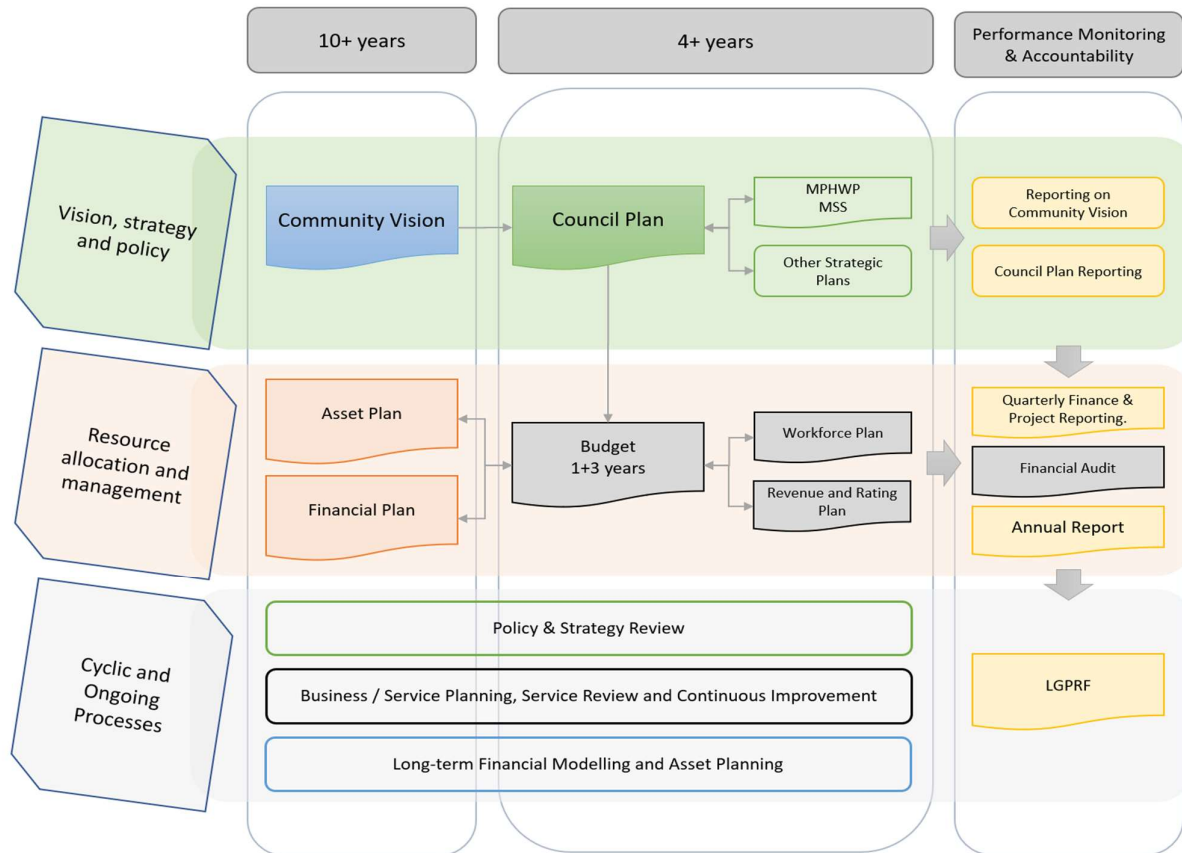 10+ years
4+ years
Performance Monitoring
& Accountability
Vision, strategy
and policy
Community Vision
Council Plan
MPHWP
MSS
Other Strategic
Plans
Reporting on
Community Vision
Council Plan Reporting
Resource
allocation and
management
Asset Plan
Financial Plan
Budget
1+3 years
Workforce Plan
Revenue and Rating
Plan
Quarterly Finance &
Project Reporting.
Financial Audit
Annual Report
Cyclic and
Ongoing
Processes
Policy & Strategy Review
Business / Service Planning, Service Review and Continuous Improvement
Long-term Financial Modelling and Asset Planning
LGPRF